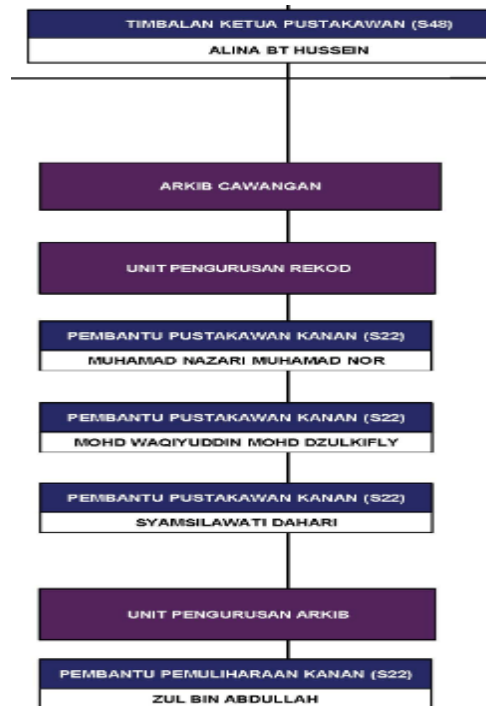 TIMBALAN KETUA PUSTAKAWAN (S48)
ALINA BT HUSSEIN
ARKIB CAWANGAN
UNIT PENGURUSAN REKOD
PEMBANTU PUSTAKAWAN KANAN (S22)
MUHAMAD NAZARI MUHAMAD NOR
PEMBANTU PUSTAKAWAN KANAN (S22)
MOHD WAQIYUDDIN MOHD DZULKIFLY
PEMBANTU PUSTAKAWAN KANAN (S22)
SYAMSILAWATI DAHARI
UNIT PENGURUSAN ARKIB
PEMBANTU PEMULIHARAAN KANAN (S22)
ZUL BIN ABDULLAH